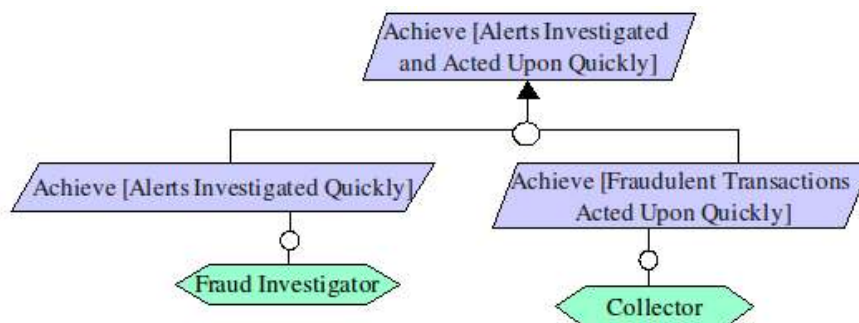 Achieve [Alerts Investigated
and Acted Upon Quickly]
Achieve [Alerts Investigated Quickly]
Achieve [Fraudulent Transactions
Acted Upon Quickly]
Fraud Investigator
Collector